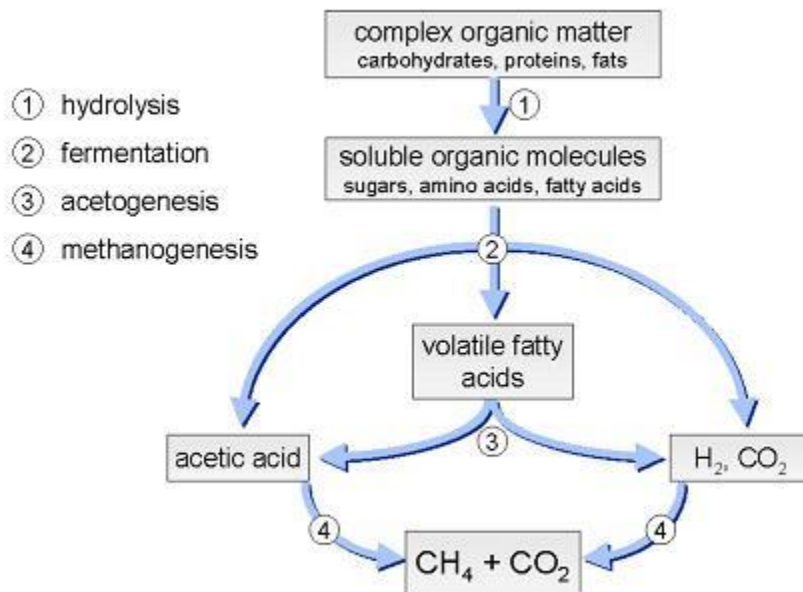 complex organic matter
carbohydrates, proteins, fats
① hydrolysis
① 
② fermentation
soluble organic molecules
sugars, amino acids, fatty acids
③ acetogenesis
④ methanogenesis
②
volatile fatty
acids
③
acetic acid
H₂, CO₂
④
④
CH₄ + CO₂